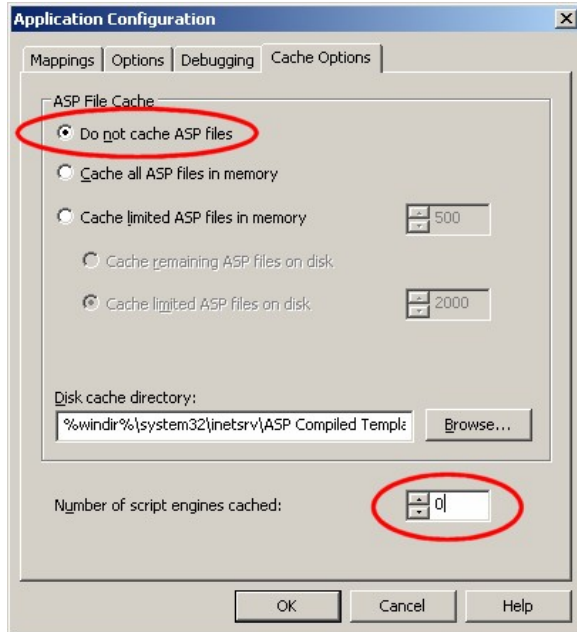 Application Configuration
Mappings Options Debugging Cache Options
ASP File Cache
Do not cache ASP files
Cache all ASP files in memory
Cache limited ASP files in memory 500
Cache remaining ASP files on disk
Cache limited ASP files on disk 2000
Disk cache directory:
%windir%\system32\inetsrv\ASP Compiled Templa Browse...
Number of script engines cached: 0
OK Cancel Help